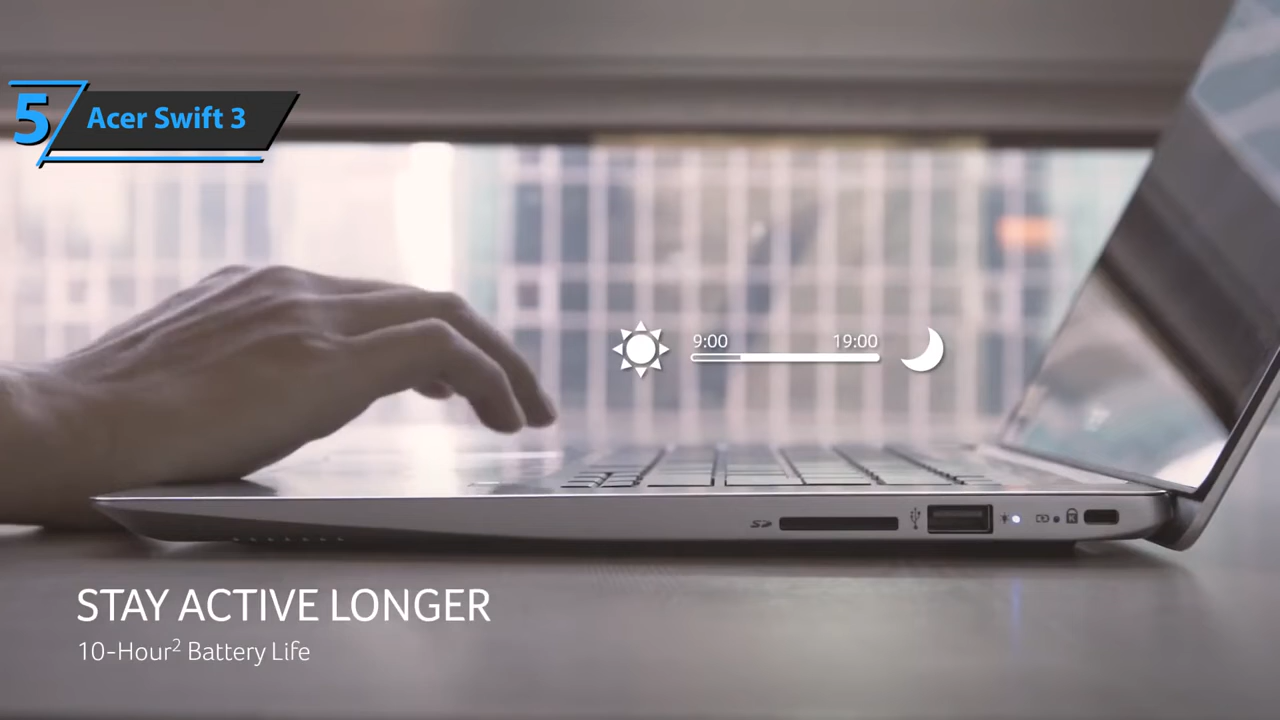 5
Acer Swift 3
9:00
19:00
STAY ACTIVE LONGER
10-Hour² Battery Life